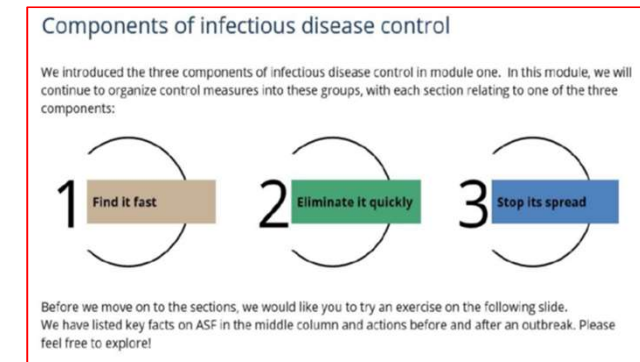 Components of infectious disease control
We introduced the three components of infectious disease control in module one. In this module, we will
continue to organize control measures into these groups, with each section relating to one of the three
components:
1 Find it fast
2 Eliminate it quickly
3 Stop its spread
Before we move on to the sections, we would like you to try an exercise on the following slide.
We have listed key facts on ASF in the middle column and actions before and after an outbreak. Please
feel free to explore!